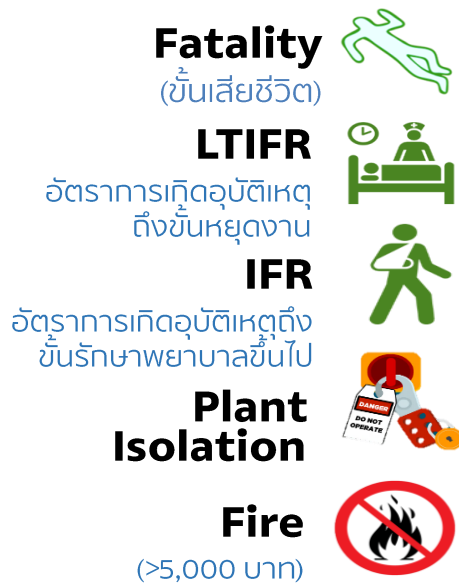 Fatality
(ขั้นเสียชีวิต)
LTIFR
อัตราการเกิดอุบัติเหตุ
ถึงขั้นหยุดงาน
IFR
อัตราการเกิดอุบัติเหตุถึง
ขั้นรักษาพยาบาลขึ้นไป
Plant
Isolation
DANGER
DO NOT
OPERATE
Fire
(>5,000 บาท)